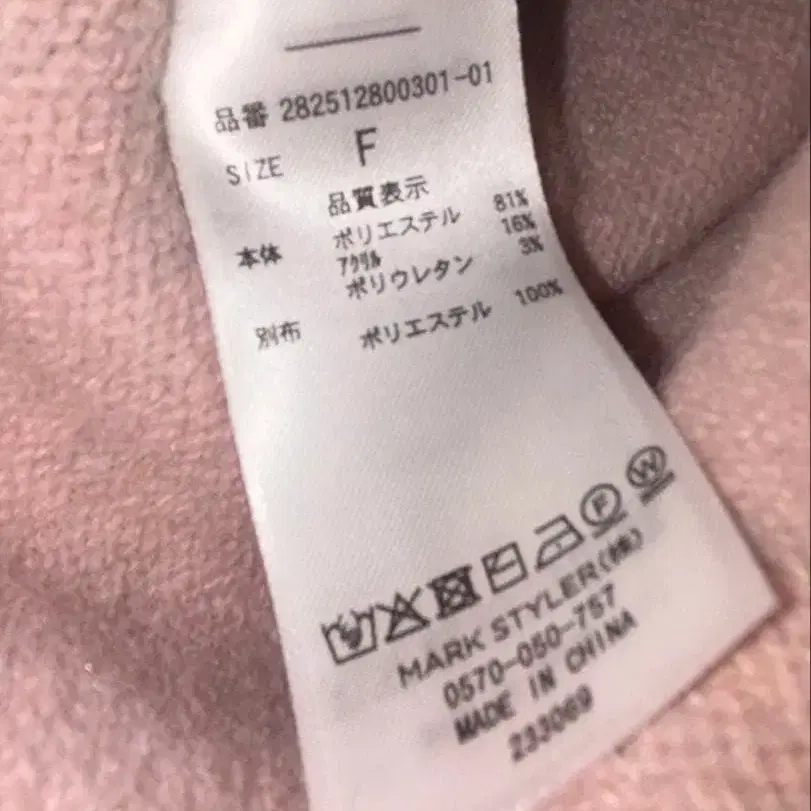 品番 282512800301-01
SIZE F
品質表示
本体 ポリエステル 81%
アクリル 16%
ポリウレタン 3%
別布 ポリエステル 100%
F W
MARK STYLER(株)
0570-050-757
MADE IN CHINA
233069